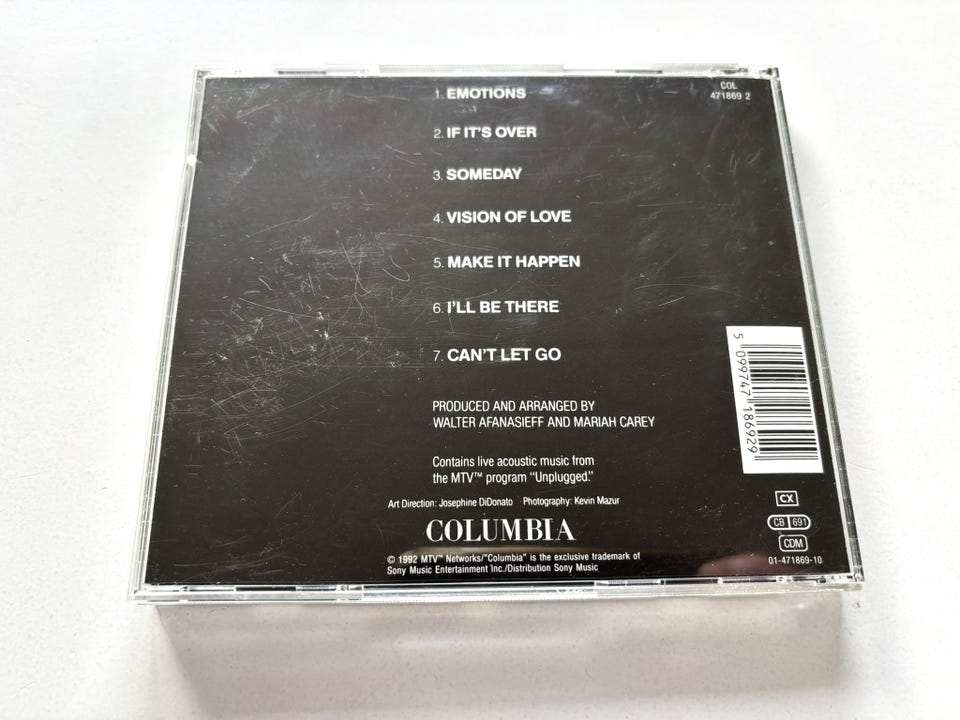 1. EMOTIONS
COL
471869 2
2. IF IT'S OVER
3. SOMEDAY
4. VISION OF LOVE
5. MAKE IT HAPPEN
6. I'LL BE THERE
7. CAN'T LET GO
5 099747 186929
PRODUCED AND ARRANGED BY
WALTER AFANASIEFF AND MARIAH CAREY
Contains live acoustic music from
the MTV™ program "Unplugged."
Art Direction: Josephine DiDonato Photography: Kevin Mazur
COLUMBIA
© 1992 MTV™ Networks/"Columbia" is the exclusive trademark of
Sony Music Entertainment Inc./Distribution Sony Music
CX
CB 691
CDM
01-471869-10